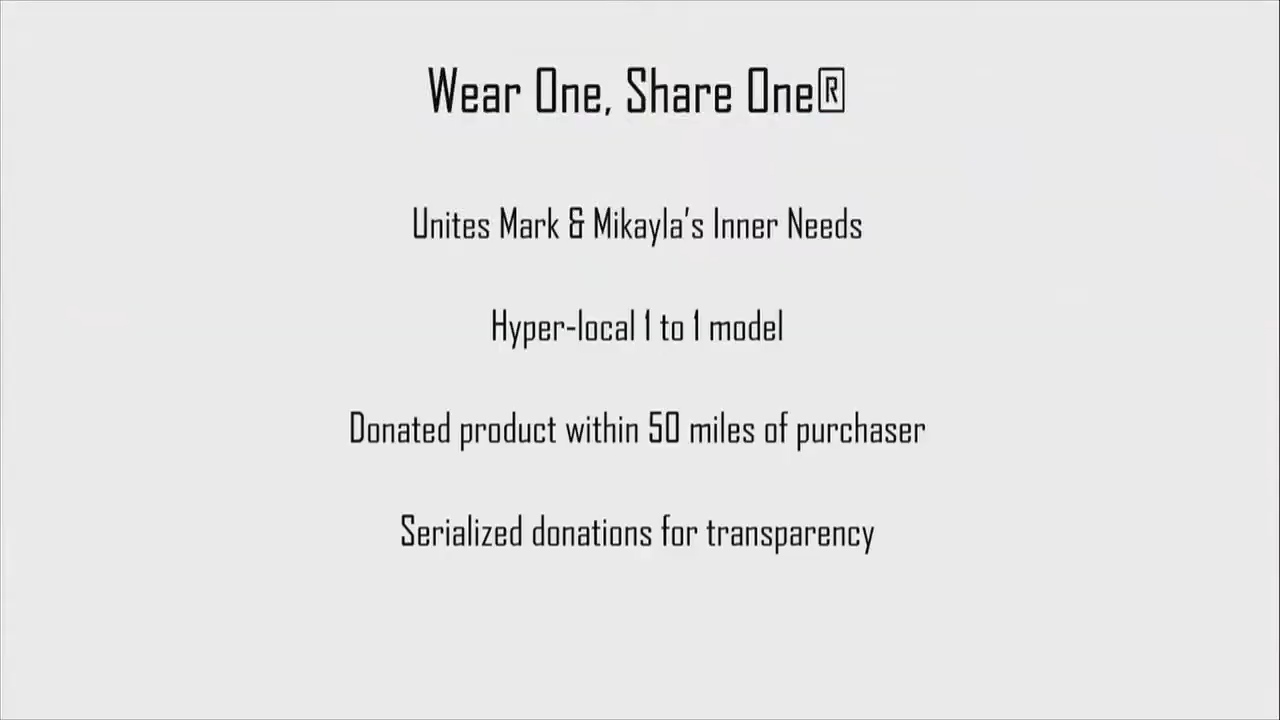 Wear One, Share One®
Unites Mark & Mikayla's Inner Needs
Hyper-local 1 to 1 model
Donated product within 50 miles of purchaser
Serialized donations for transparency